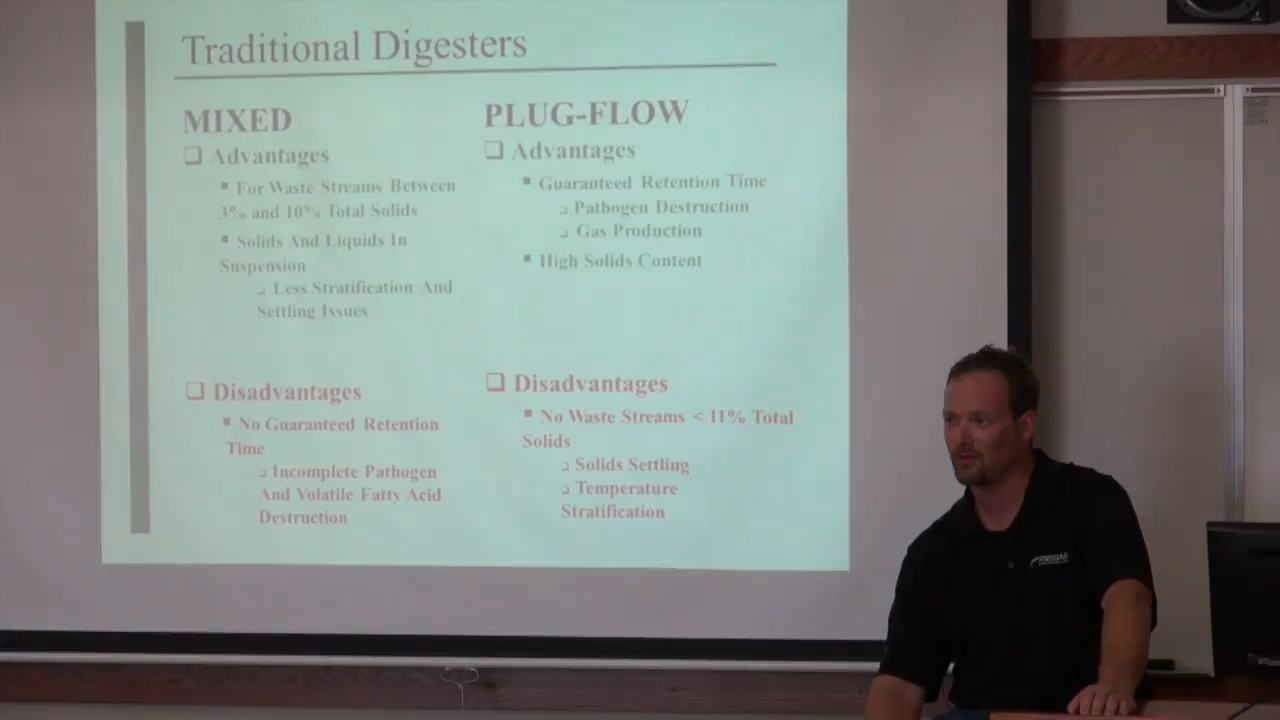 Traditional Digesters
MIXED
❑ Advantages
▪ For Waste Streams Between
3% and 10% Total Solids
▪ Solids And Liquids In
Suspension
❑ Less Stratification And
Settling Issues
❑ Disadvantages
▪ No Guaranteed Retention
Time
❑ Incomplete Pathogen
And Volatile Fatty Acid
Destruction
PLUG-FLOW
❑ Advantages
▪ Guaranteed Retention Time
❑ Pathogen Destruction
❑ Gas Production
▪ High Solids Content
❑ Disadvantages
▪ No Waste Streams < 11% Total
Solids
❑ Solids Settling
❑ Temperature
Stratification